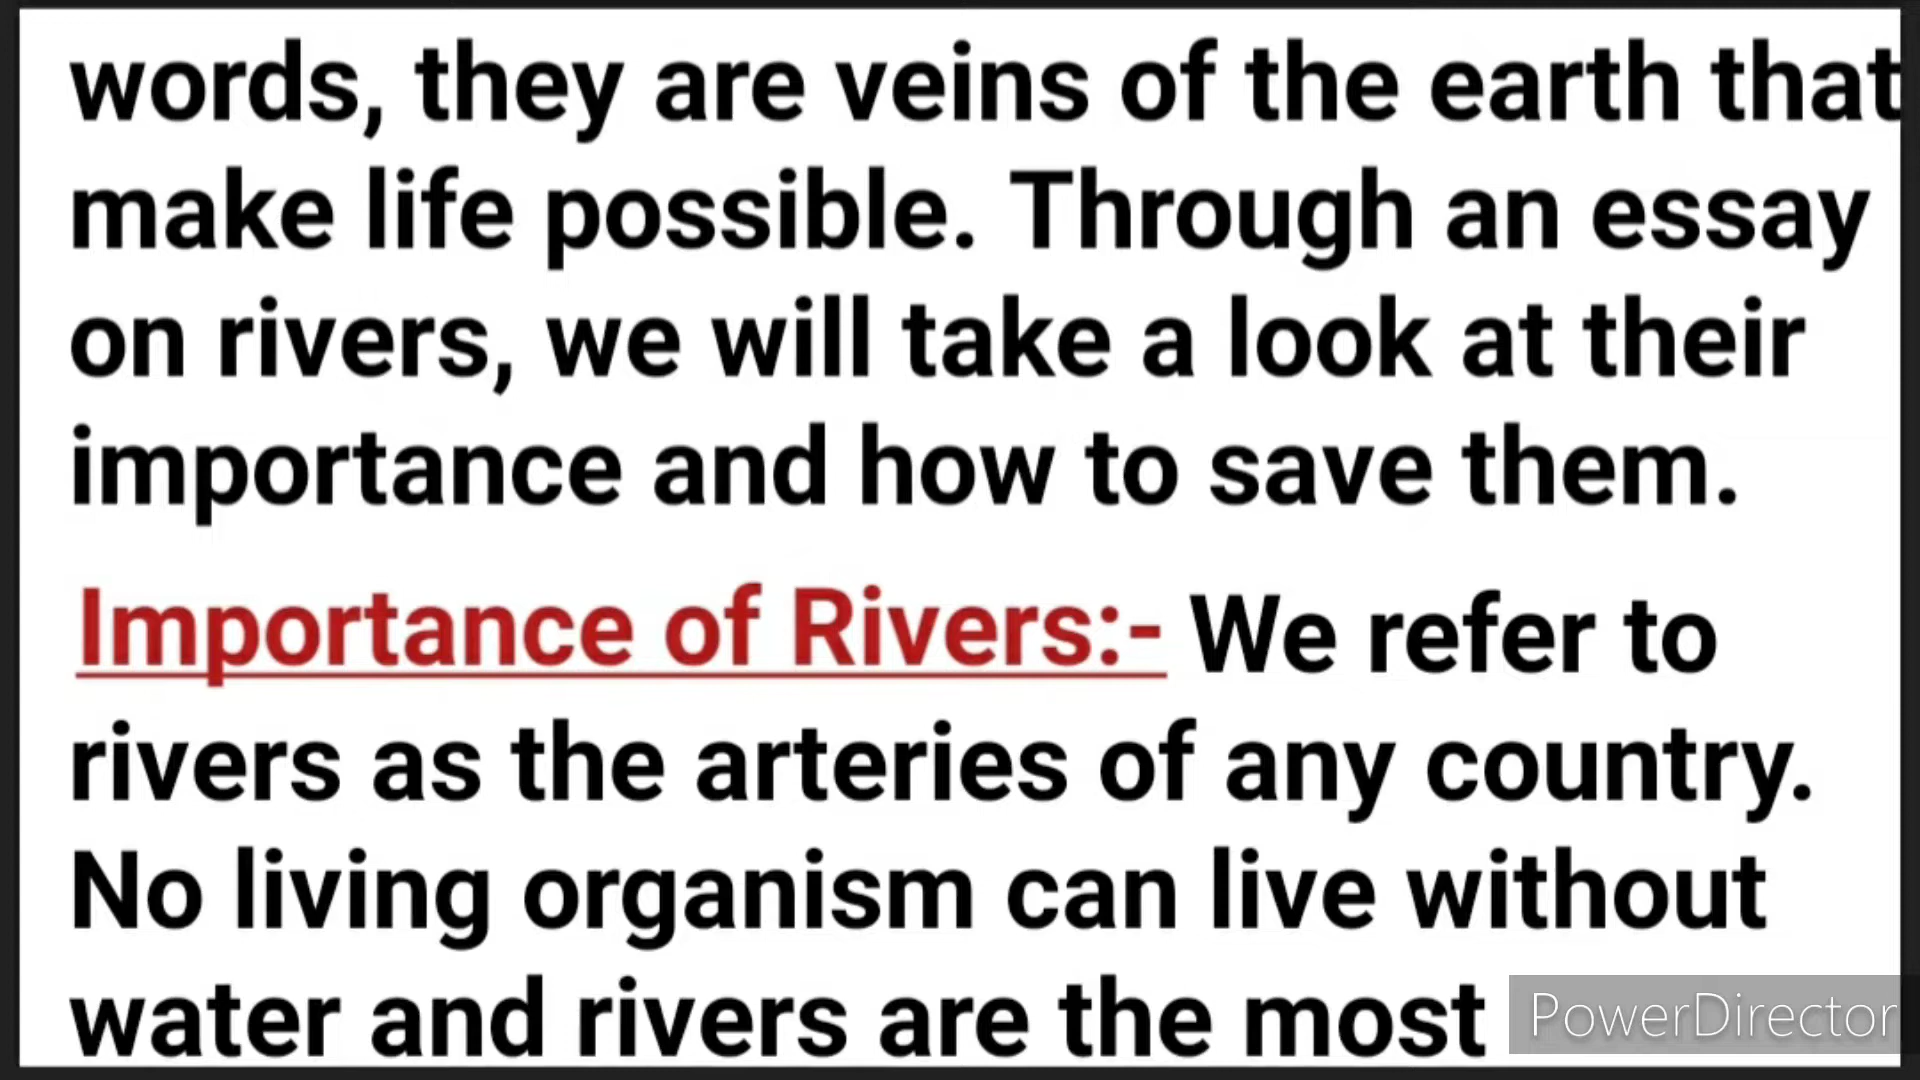 words, they are veins of the earth that
make life possible. Through an essay
on rivers, we will take a look at their
importance and how to save them.
Importance of Rivers:- We refer to
rivers as the arteries of any country.
No living organism can live without
water and rivers are the most
PowerDirector